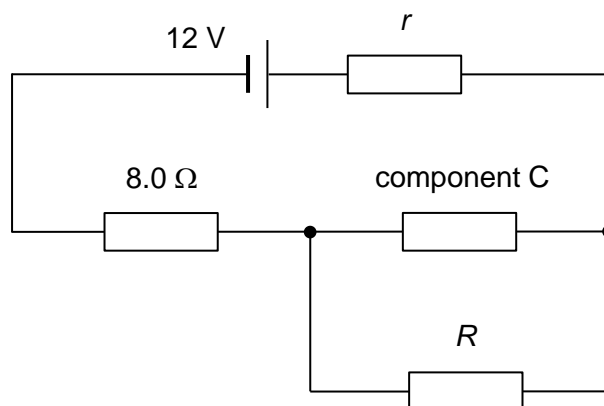 12 V
r
8.0 Ω
component C
R